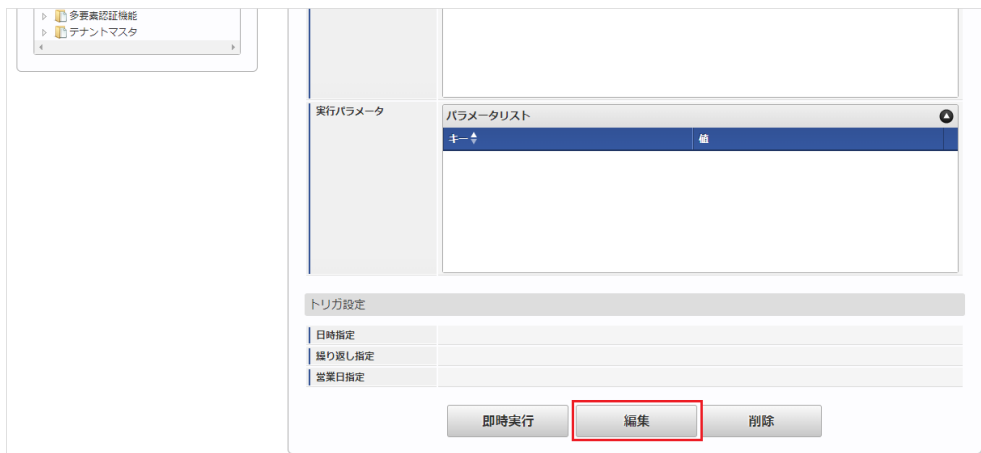 多要素認証機能
テナントマスタ
実行パラメータ
パラメータリスト
キー 値
トリガ設定
日時指定
繰り返し指定
営業日指定
即時実行 編集 削除